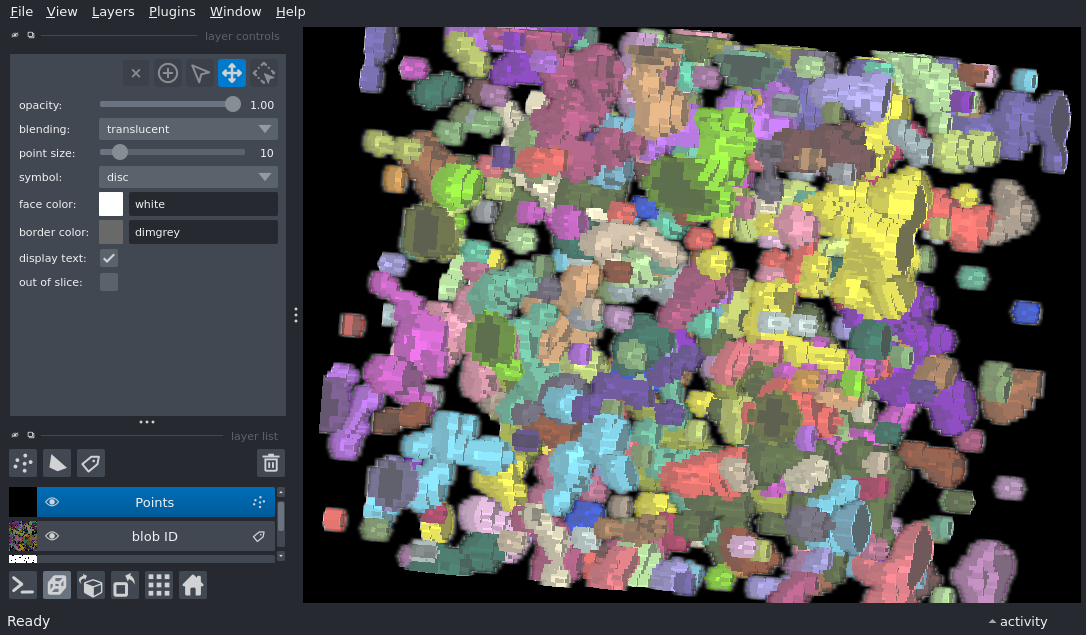 File View Layers Plugins Window Help
layer controls
opacity: 1.00
blending: translucent
point size: 10
symbol: disc
face color: white
border color: dimgrey
display text:
out of slice:
layer list
Points
blob ID
Ready
activity